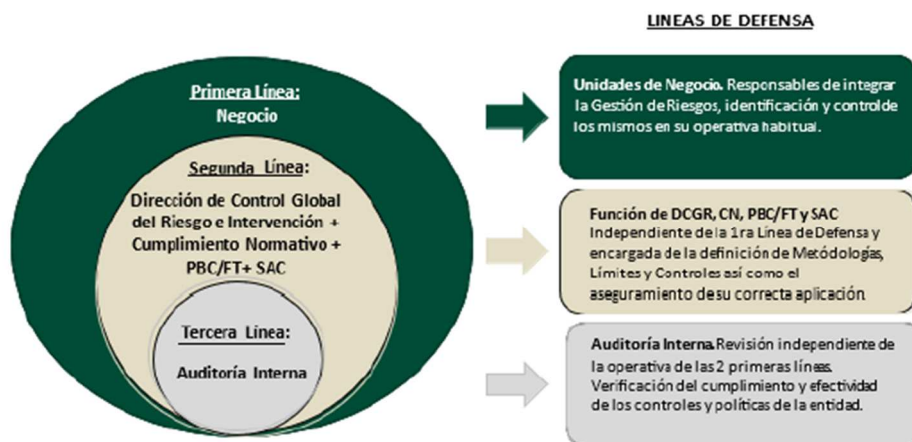 LINEAS DE DEFENSA
Primera Línea:
Negocio
Segunda Línea:
Dirección de Control Global
del Riesgo e Intervención +
Cumplimiento Normativo +
PBC/FT+ SAC
Tercera Línea:
Auditoría Interna
Unidades de Negocio. Responsables de integrar
la Gestión de Riesgos, identificación y controlde
los mismos en su operativa habitual.
Función de DCGR, CN, PBC/FT y SAC
Independiente de la 1ra Línea de Defensa y
encargada de la definición de Metódologías,
Límites y Controles así como el
aseguramiento de su correcta aplicación.
Auditoría Interna. Revisión independiente de
la operativa de las 2 primeras líneas.
Verificación del cumplimiento y efectividad
de los controles y políticas de la entidad.